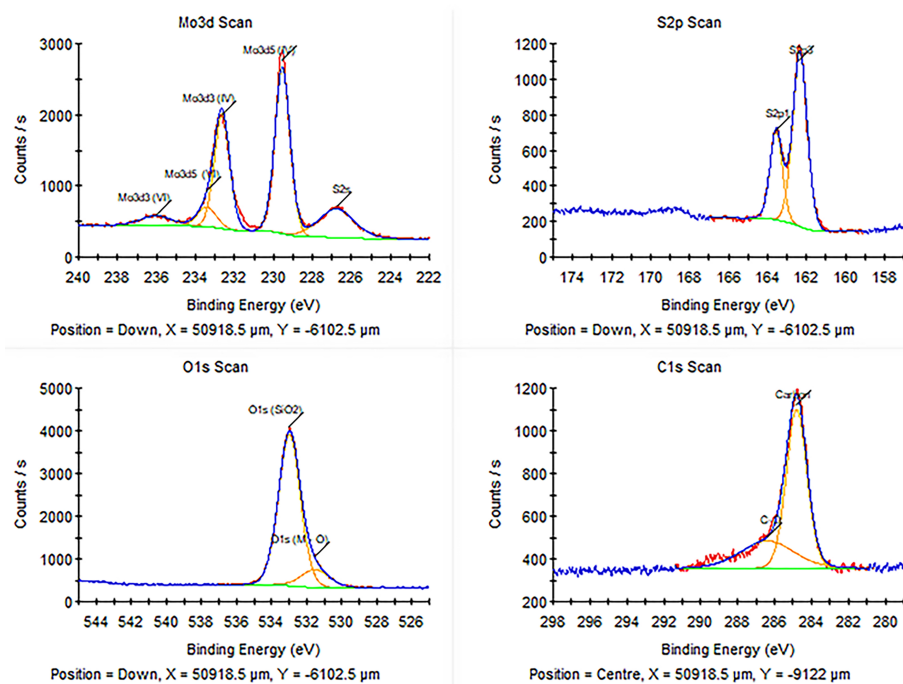 Mo3d Scan
3000
2000
1000
0
Counts / s
Mo3d5 (IV)
Mo3d3 (IV)
Mo3d5 (VI)
Mo3d3 (VI)
S2s
240 238 236 234 232 230 228 226 224 222
Binding Energy (eV)
Position = Down, X = 50918.5 µm, Y = -6102.5 µm
S2p Scan
1200
1000
800
600
400
200
0
Counts / s
S2p3
S2p1
174 172 170 168 166 164 162 160 158
Binding Energy (eV)
Position = Down, X = 50918.5 µm, Y = -6102.5 µm
O1s Scan
5000
4000
3000
2000
1000
0
Counts / s
O1s (SiO2)
O1s (M O)
544 542 540 538 536 534 532 530 528 526
Binding Energy (eV)
Position = Down, X = 50918.5 µm, Y = -6102.5 µm
C1s Scan
1200
1000
800
600
400
200
Counts / s
298 296 294 292 290 288 286 284 282 280
Binding Energy (eV)
Position = Centre, X = 50918.5 µm, Y = -9122 µm